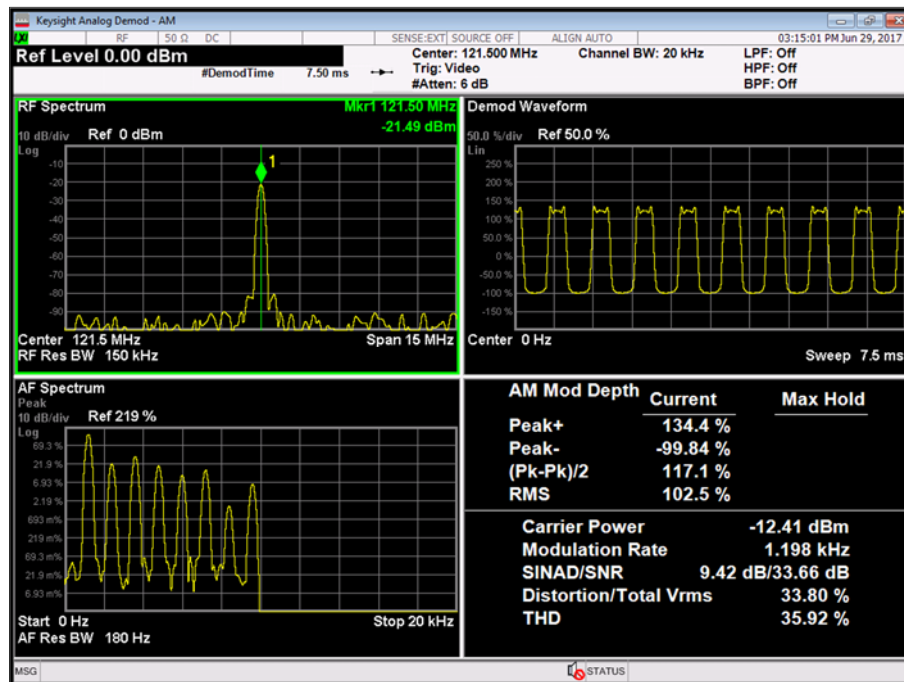 Keysight Analog Demod - AM
LXI RF 50 Ω DC SENSE:EXT SOURCE OFF ALIGN AUTO 03:15:01 PM Jun 29, 2017
Ref Level 0.00 dBm
#DemodTime 7.50 ms
Center: 121.500 MHz Channel BW: 20 kHz LPF: Off
Trig: Video HPF: Off
#Atten: 6 dB BPF: Off
RF Spectrum
Mkr1 121.50 MHz
-21.49 dBm
10 dB/div Ref 0 dBm
Log
-10
-20
-30
-40
-50
-60
-70
-80
-90
1
Center 121.5 MHz Span 15 MHz
RF Res BW 150 kHz
Demod Waveform
50.0 %/div Ref 50.0 %
Lin
250 %
200 %
150 %
100 %
50.0 %
0 %
-50.0 %
-100 %
-150 %
Center 0 Hz
Sweep 7.5 ms
AF Spectrum
Peak
10 dB/div Ref 219 %
Log
69.3 %
21.9 %
6.93 %
2.19 %
693 m%
219 m%
69.3 m%
21.9 m%
6.93 m%
Start 0 Hz Stop 20 kHz
AF Res BW 180 Hz
AM Mod Depth Current Max Hold
Peak+ 134.4 %
Peak- -99.84 %
(Pk-Pk)/2 117.1 %
RMS 102.5 %
Carrier Power -12.41 dBm
Modulation Rate 1.198 kHz
SINAD/SNR 9.42 dB/33.66 dB
Distortion/Total Vrms 33.80 %
THD 35.92 %
MSG STATUS